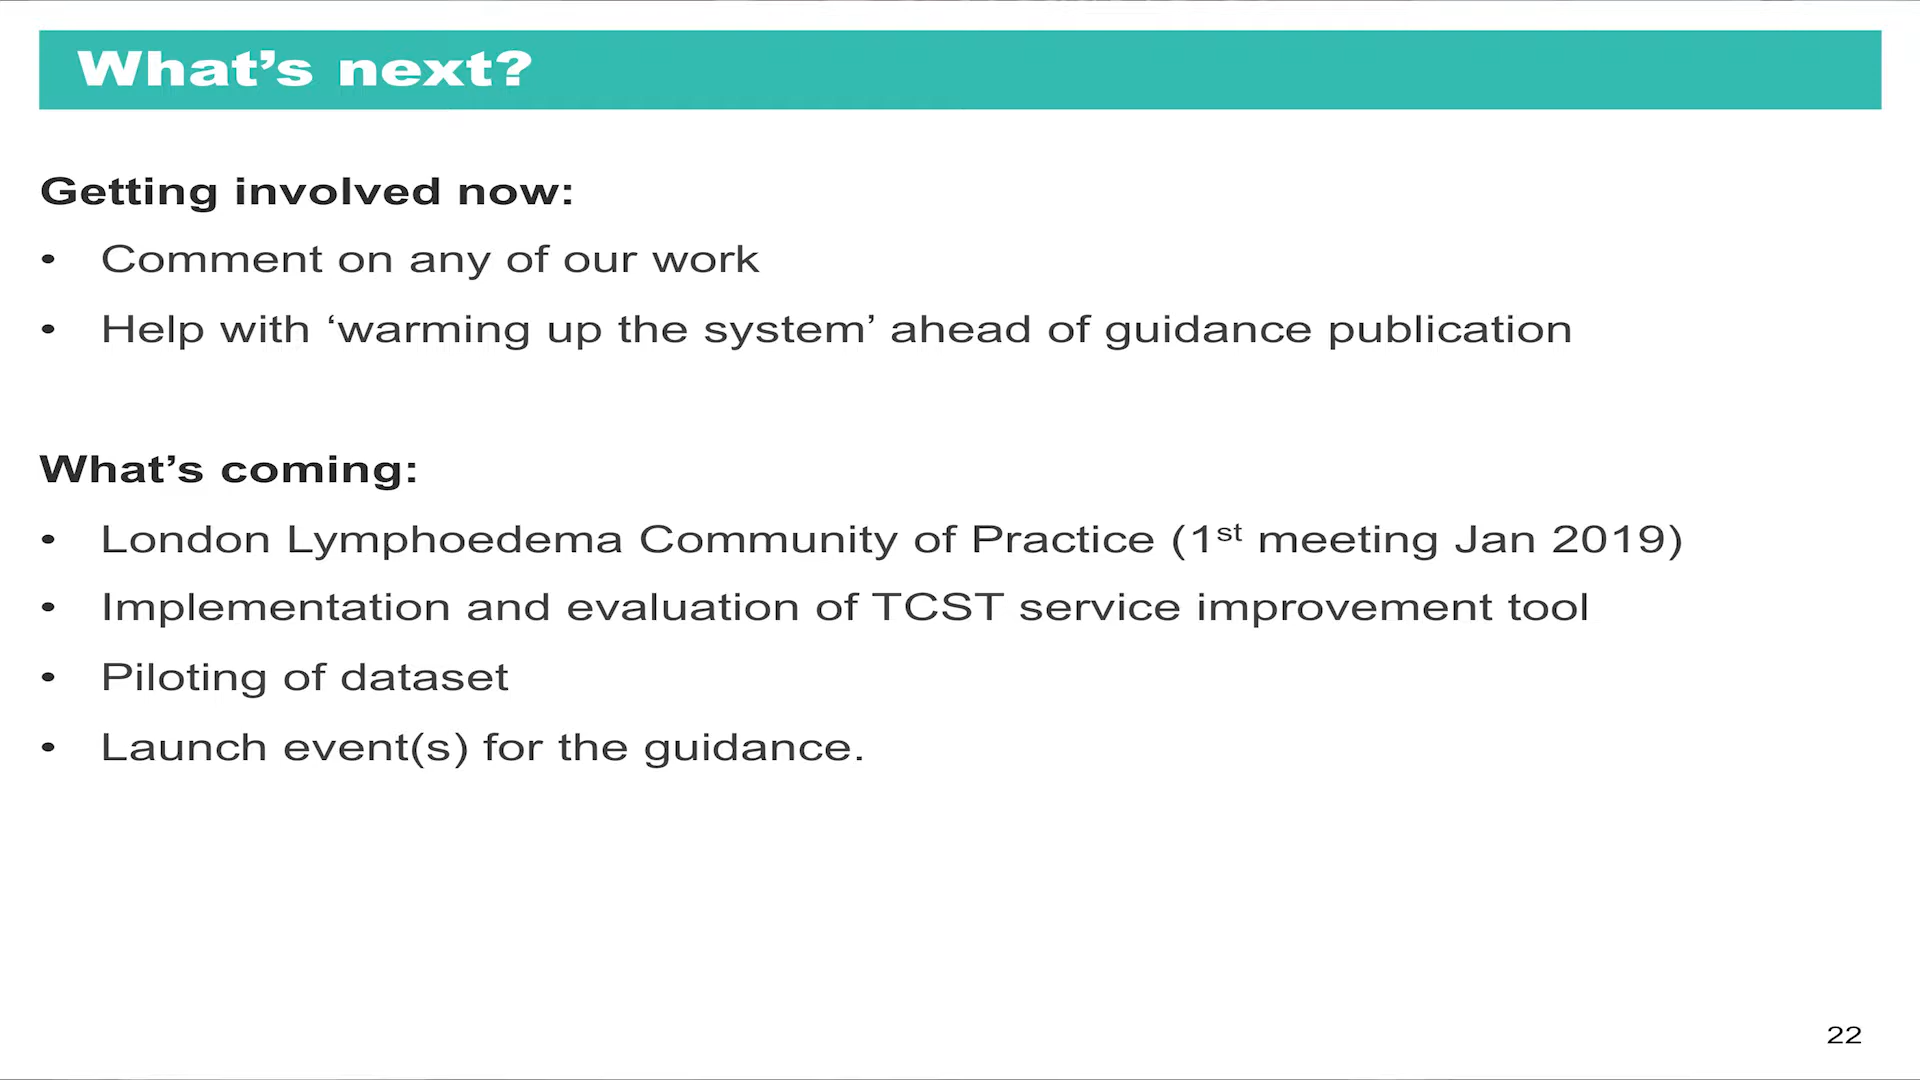 What’s next?
Getting involved now:
• Comment on any of our work
• Help with ‘warming up the system’ ahead of guidance publication
What’s coming:
• London Lymphoedema Community of Practice (1st meeting Jan 2019)
• Implementation and evaluation of TCST service improvement tool
• Piloting of dataset
• Launch event(s) for the guidance.
22